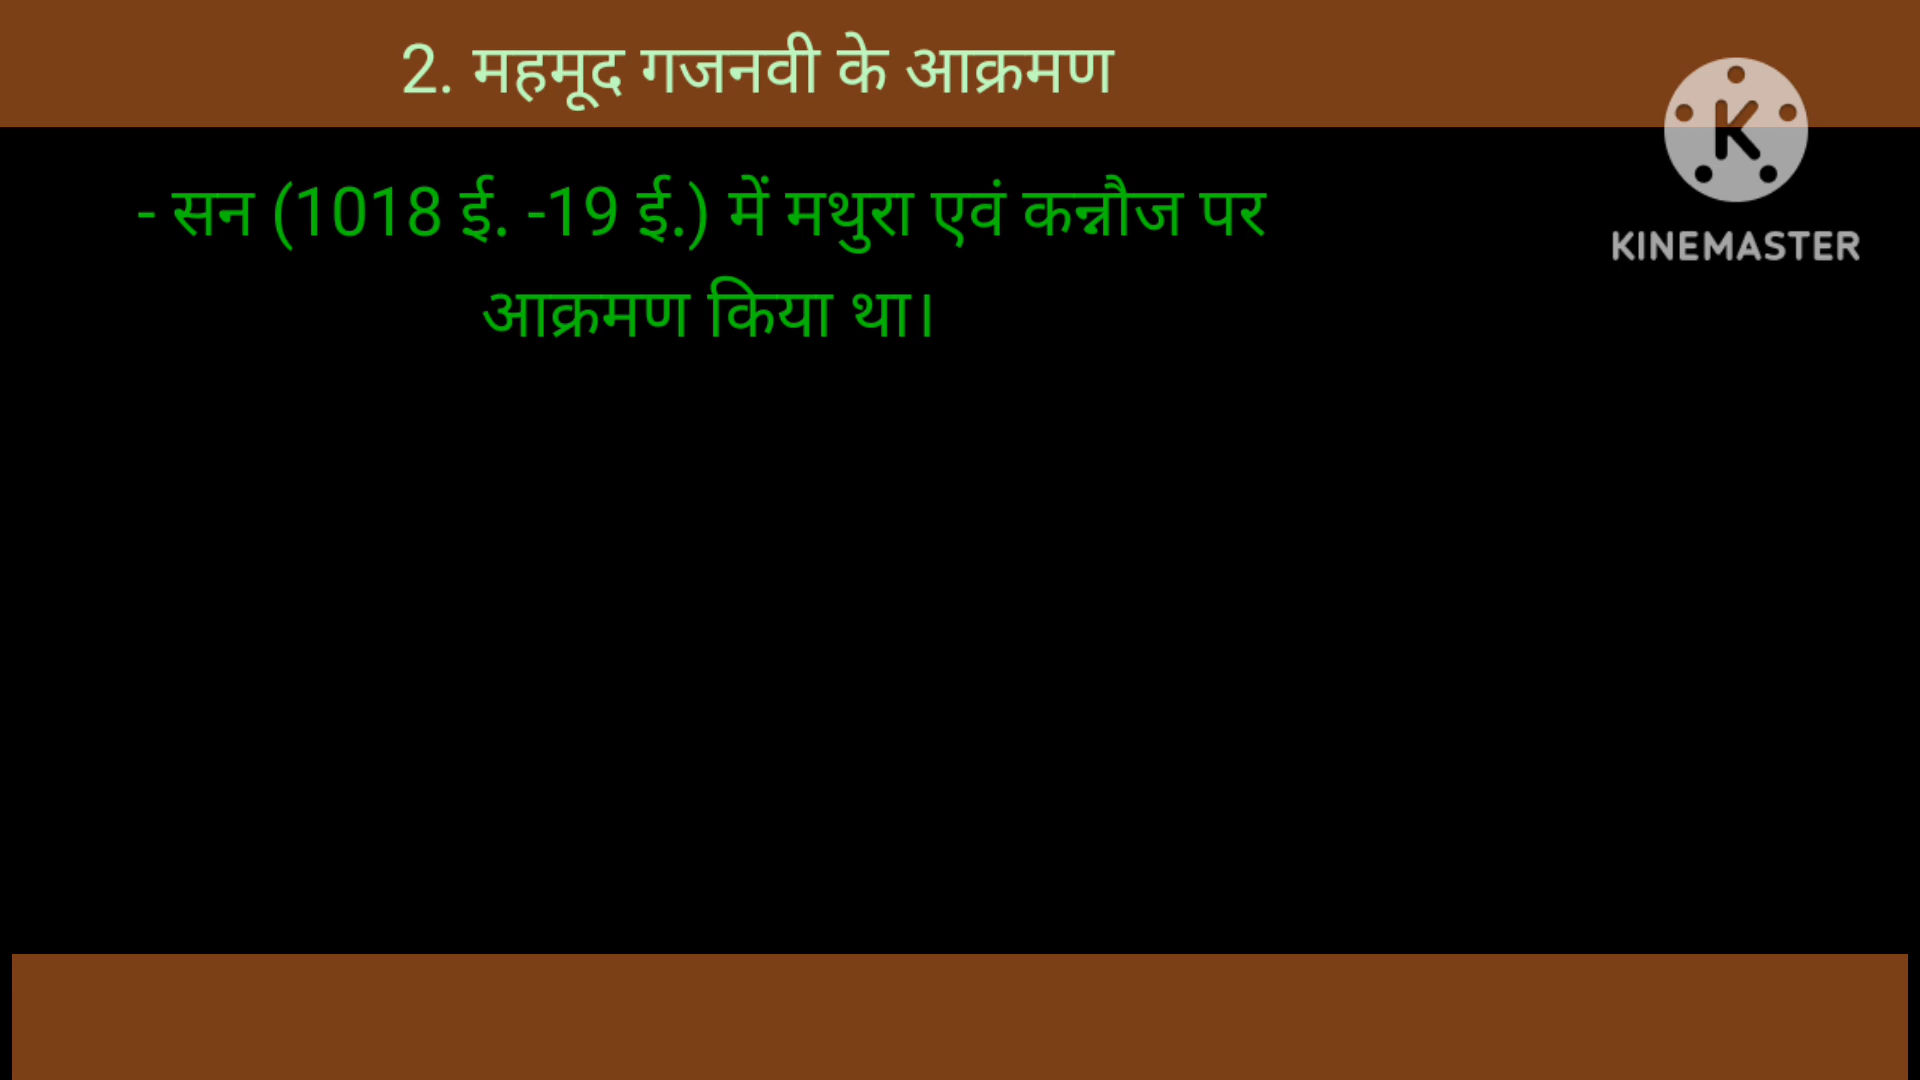 2. महमूद गजनवी के आक्रमण
- सन (1018 ई. -19 ई.) में मथुरा एवं कन्नौज पर
आक्रमण किया था।
K
KINEMASTER